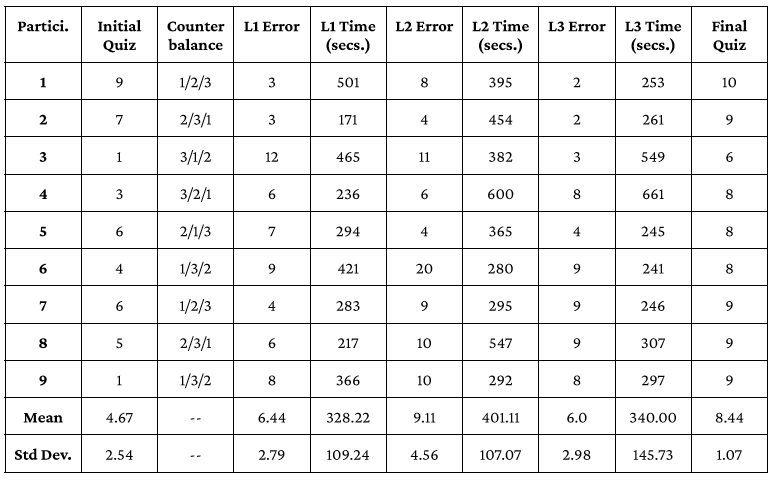 Partici. Initial Quiz Counter balance L1 Error L1 Time (secs.) L2 Error L2 Time (secs.) L3 Error L3 Time (secs.) Final Quiz
1 9 1/2/3 3 501 8 395 2 253 10
2 7 2/3/1 3 171 4 454 2 261 9
3 1 3/1/2 12 465 11 382 3 549 6
4 3 3/2/1 6 236 6 600 8 661 8
5 6 2/1/3 7 294 4 365 4 245 8
6 4 1/3/2 9 421 20 280 9 241 8
7 6 1/2/3 4 283 9 295 9 246 9
8 5 2/3/1 6 217 10 547 9 307 9
9 1 1/3/2 8 366 10 292 8 297 9
Mean 4.67 -- 6.44 328.22 9.11 401.11 6.0 340.00 8.44
Std Dev. 2.54 -- 2.79 109.24 4.56 107.07 2.98 145.73 1.07